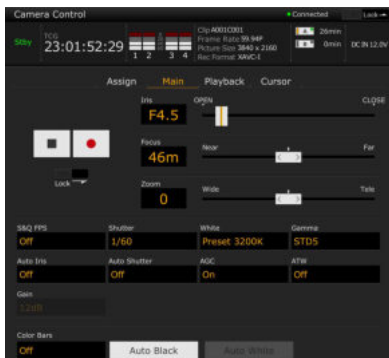 Camera Control
Connected
Lock
Stby
TCG
23:01:52:29
1 2 3 4
Clip A001C001
Frame Rate 59.94P
Picture Size 3840 x 2160
Rec Format XAVC-I
A 26min
B 0min
DC IN 12.0V
Assign Main Playback Cursor
Iris OPEN CLOSE
F4.5
Focus Near Far
46m
Lock
Zoom Wide Tele
0
S&Q FPS Shutter White Gamma
Off 1/60 Preset 3200K STD5
Auto Iris Auto Shutter AGC ATW
Off Off On Off
Gain
12dB
Color Bars
Off Auto Black Auto White